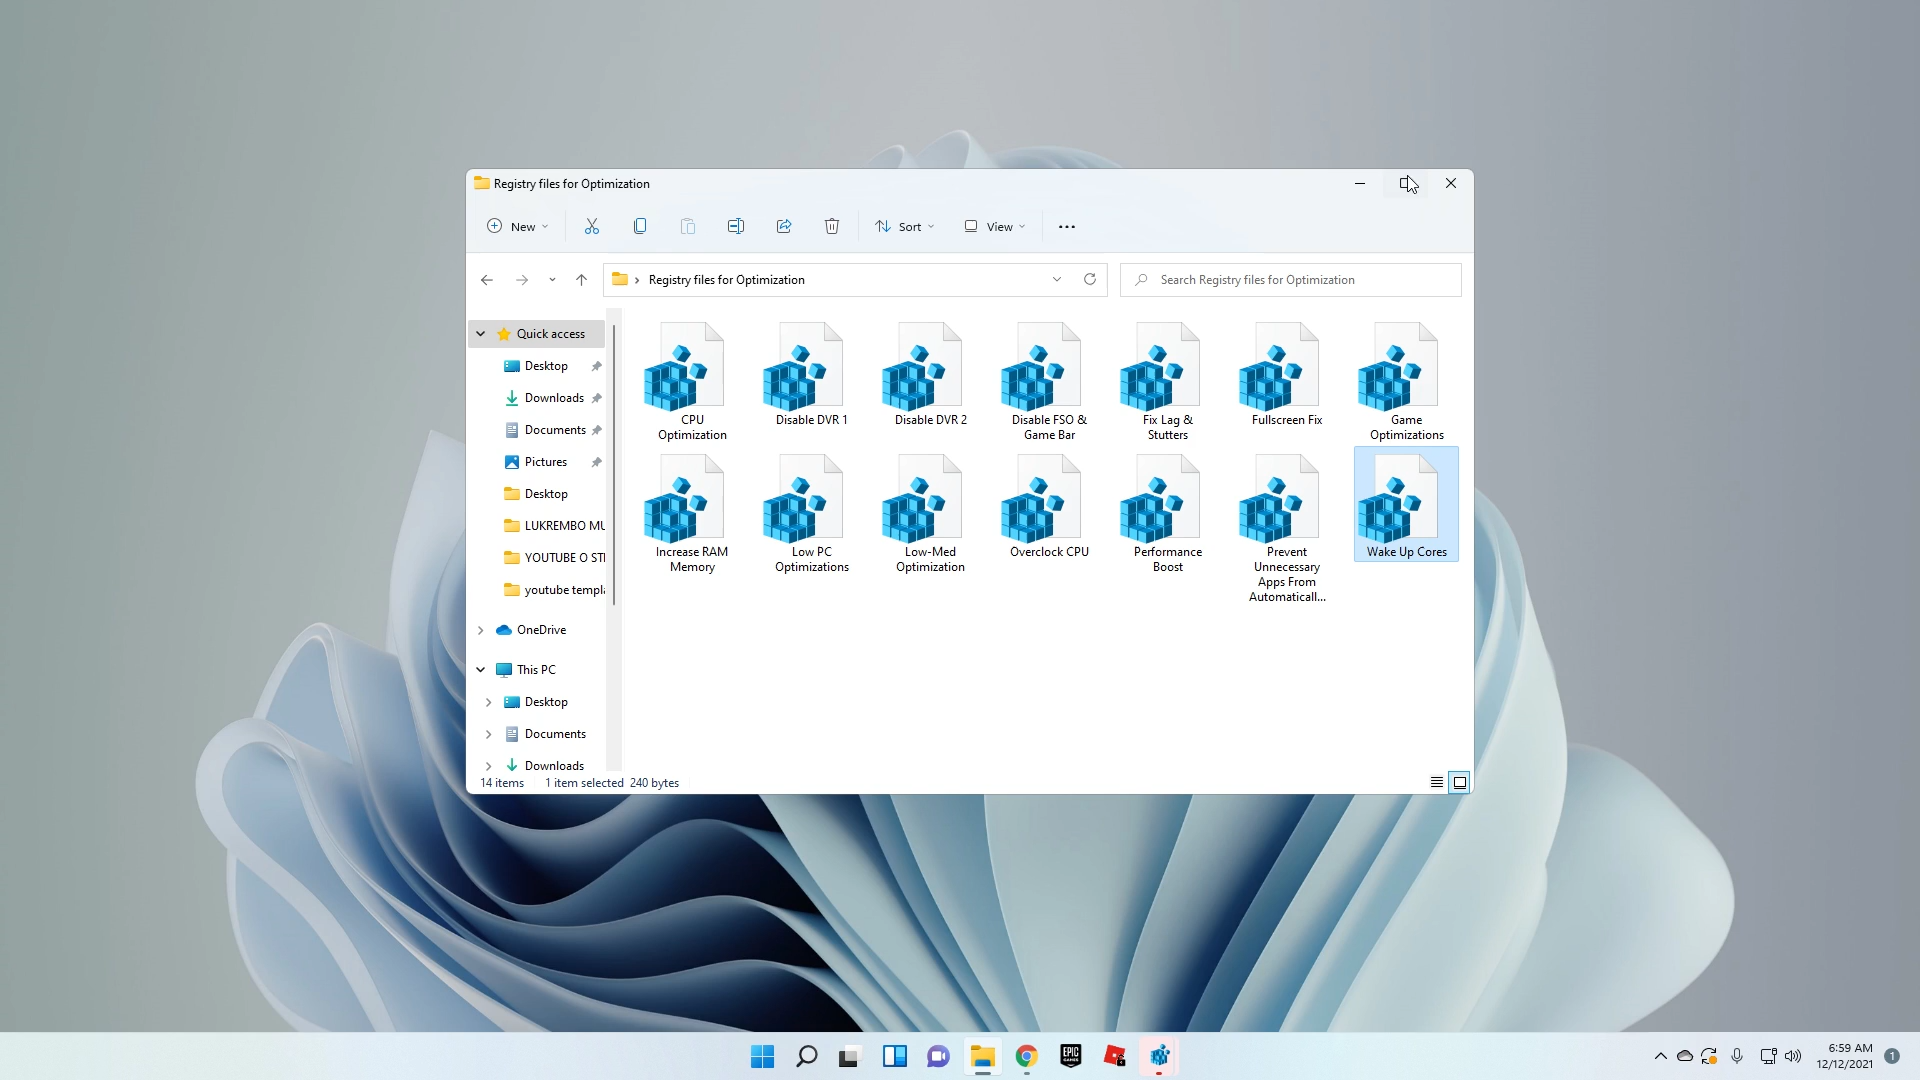 Registry files for Optimization
New
Sort
View
Registry files for Optimization
Search Registry files for Optimization
Quick access
Desktop
Downloads
Documents
Pictures
Desktop
LUKREMBO MU
YOUTUBE O STI
youtube templa
OneDrive
This PC
Desktop
Documents
Downloads
CPU
Optimization
Disable DVR 1
Disable DVR 2
Disable FSO &
Game Bar
Fix Lag &
Stutters
Fullscreen Fix
Game
Optimizations
Increase RAM
Memory
Low PC
Optimizations
Low-Med
Optimization
Overclock CPU
Performance
Boost
Prevent
Unnecessary
Apps From
Automaticall...
Wake Up Cores
14 items
1 item selected 240 bytes
EPIC
GAMES
6:59 AM
12/12/2021
1